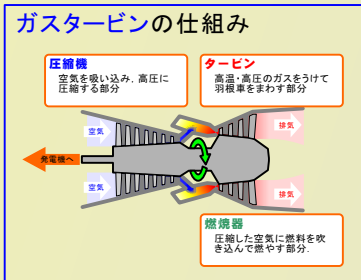 ガスタービンの仕組み
圧縮機
空気を吸い込み、高圧に
圧縮する部分
タービン
高温・高圧のガスをうけて
羽根車をまわす部分
空気
排気
発電機へ
空気
排気
燃焼器
圧縮した空気に燃料を吹
き込んで燃やす部分.